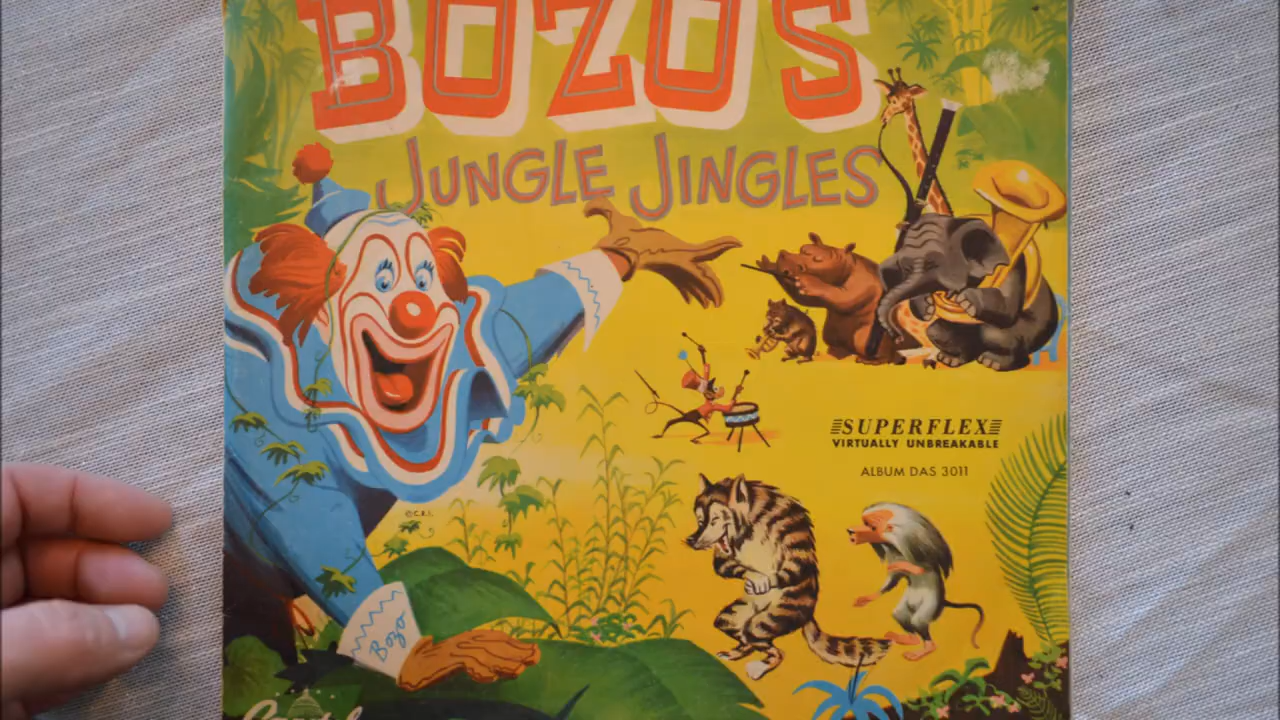 BOZO'S
JUNGLE JINGLES
SUPERFLEX
VIRTUALLY UNBREAKABLE
ALBUM DAS 3011
© C.R.I.
Bozo